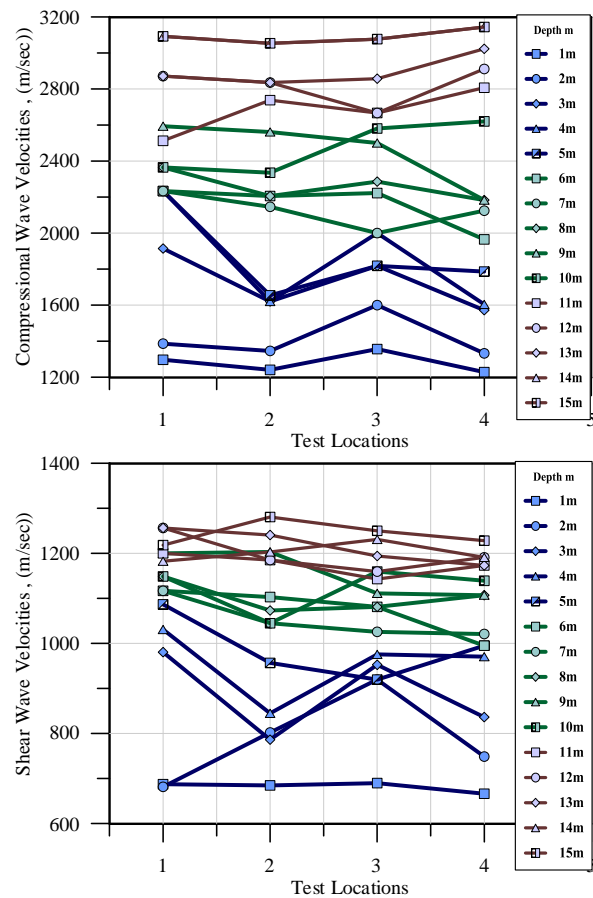 Compressional Wave Velocities , (m/sec))
3200
2800
2400
2000
1600
1200
1 2 3 4
Test Locations
Depth m
1m
2m
3m
4m
5m
6m
7m
8m
9m
10m
11m
12m
13m
14m
15m
Shear Wave Velocities , (m/sec))
1400
1200
1000
800
600
1 2 3 4
Test Locations
Depth m
1m
2m
3m
4m
5m
6m
7m
8m
9m
10m
11m
12m
13m
14m
15m